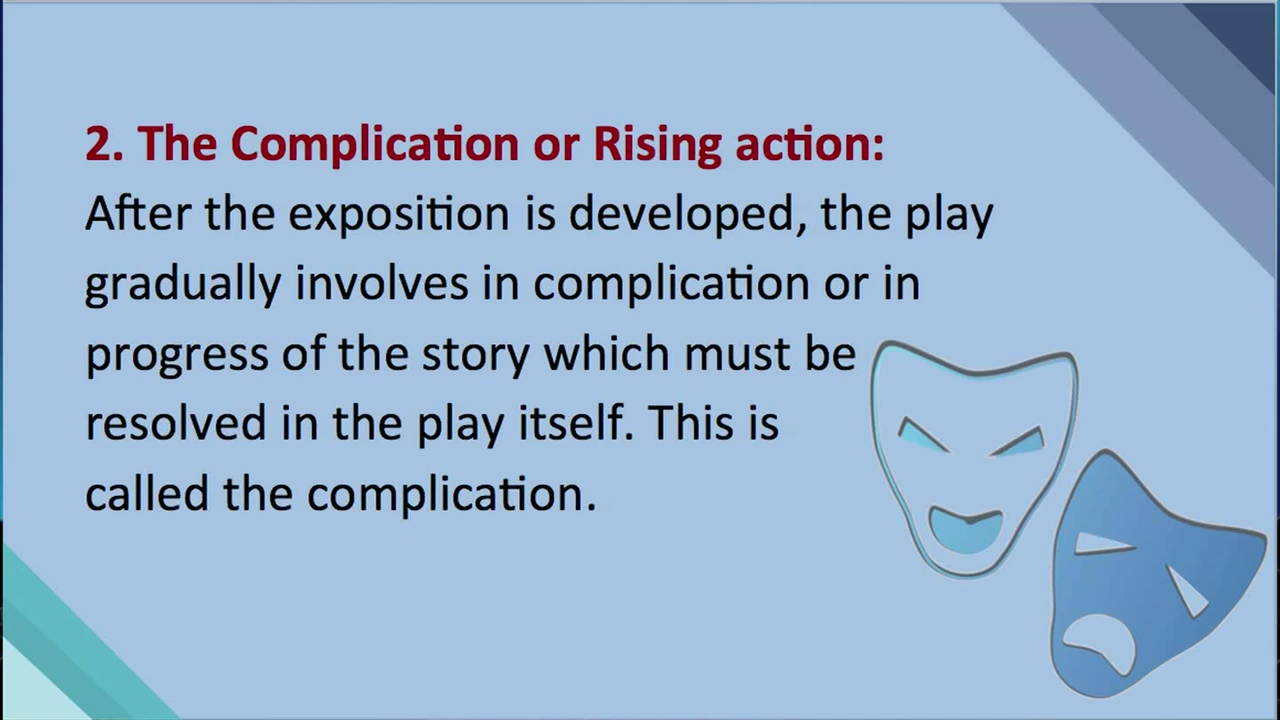 2. The Complication or Rising action:
After the exposition is developed, the play
gradually involves in complication or in
progress of the story which must be
resolved in the play itself. This is
called the complication.